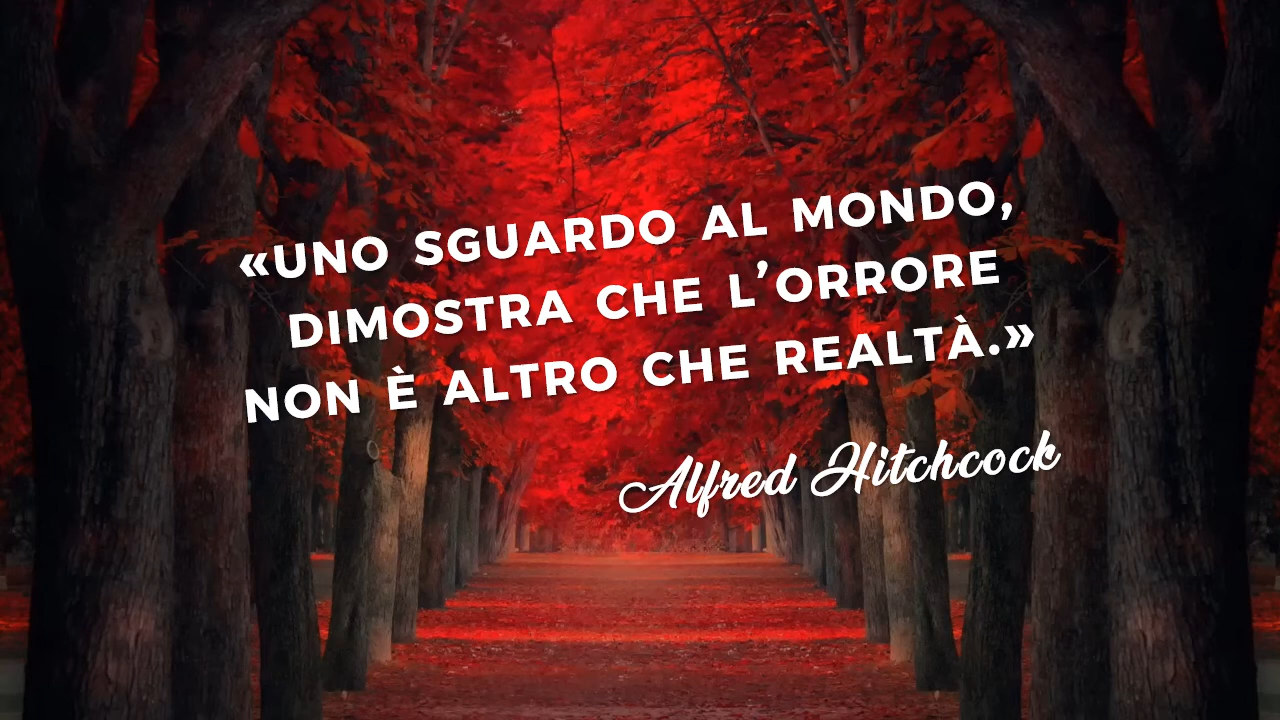 «UNO SGUARDO AL MONDO,
DIMOSTRA CHE L’ORRORE
NON È ALTRO CHE REALTÀ.»
Alfred Hitchcock